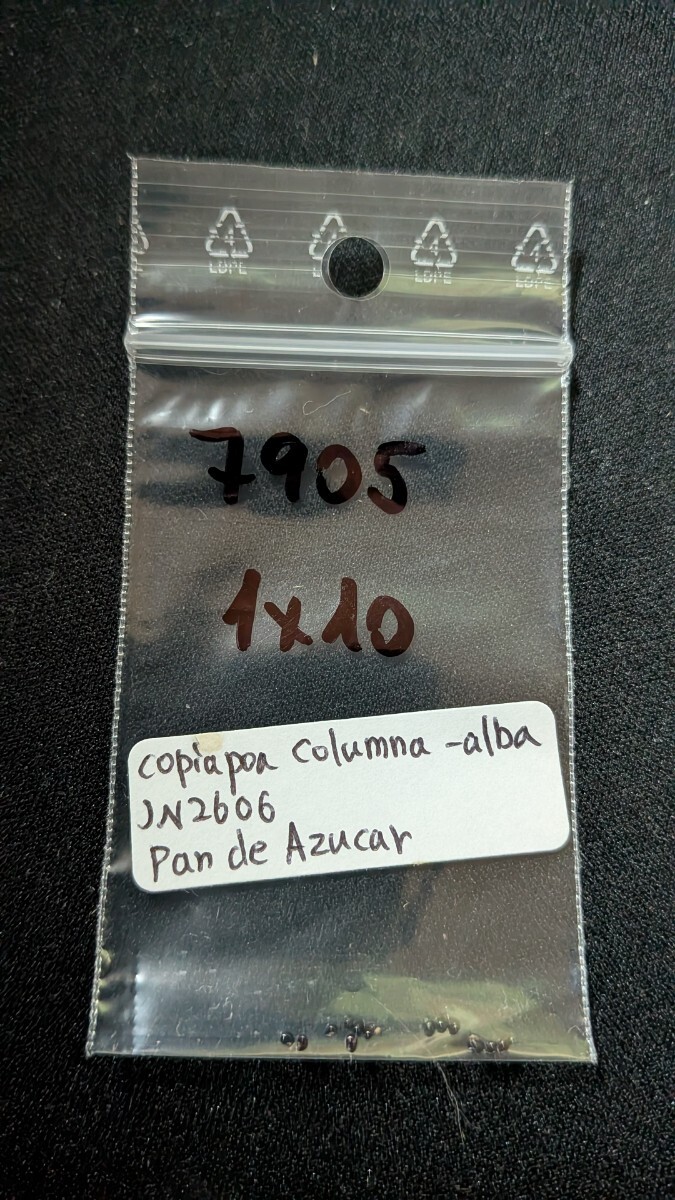 LDPE
LDPE
LDPE
7905
1x10
copiapoa columna -alba
JN2606
Pan de Azucar